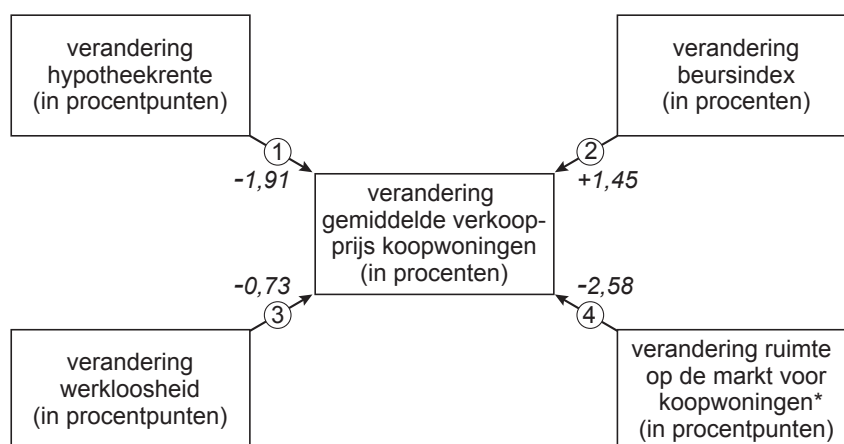 verandering
hypotheekrente
(in procentpunten)
verandering
beursindex
(in procenten)
1
-1,91
2
+1,45
verandering
gemiddelde verkoop-
prijs koopwoningen
(in procenten)
-0,73
3
-2,58
4
verandering
werkloosheid
(in procentpunten)
verandering ruimte
op de markt voor
koopwoningen*
(in procentpunten)